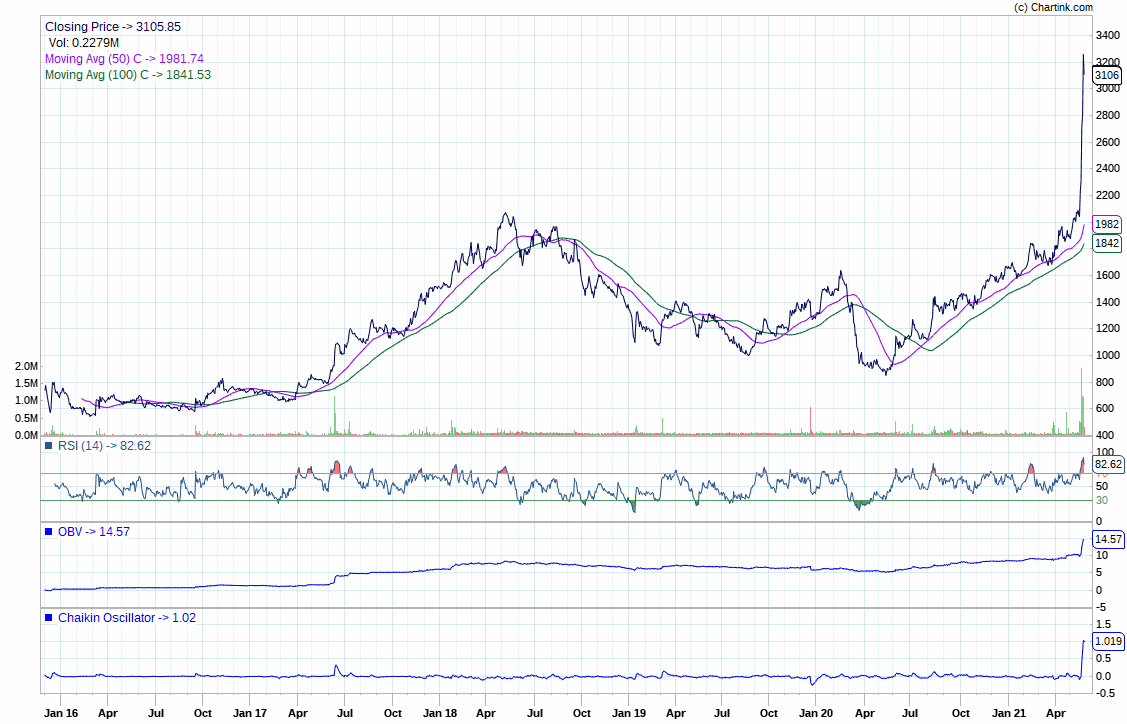 (c) Chartink.com
Closing Price -> 3105.85
Vol: 0.2279M
Moving Avg (50) C -> 1981.74
Moving Avg (100) C -> 1841.53
3400
3200
3106
3000
2800
2600
2400
2200
1982
1842
1600
1400
1200
1000
800
600
400
2.0M
1.5M
1.0M
0.5M
0.0M
RSI (14) -> 82.62
100
82.62
50
30
0
OBV -> 14.57
14.57
10
5
0
-5
Chaikin Oscillator -> 1.02
1.5
1.019
0.5
0.0
-0.5
Jan 16 Apr Jul Oct Jan 17 Apr Jul Oct Jan 18 Apr Jul Oct Jan 19 Apr Jul Oct Jan 20 Apr Jul Oct Jan 21 Apr